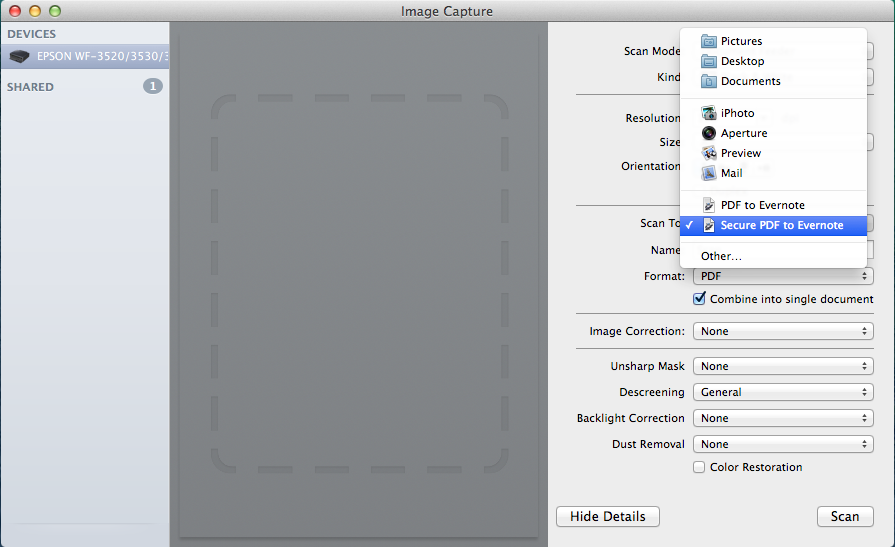 Image Capture
DEVICES
EPSON WF-3520/3530/3
SHARED
1
Scan Mode
Kind
Resolution
Size
Orientation
Scan To
Name
Pictures
Desktop
Documents
iPhoto
Aperture
Preview
Mail
PDF to Evernote
✓ Secure PDF to Evernote
Other...
Format: PDF
Combine into single document
Image Correction: None
Unsharp Mask None
Descreening General
Backlight Correction None
Dust Removal None
Color Restoration
Hide Details Scan